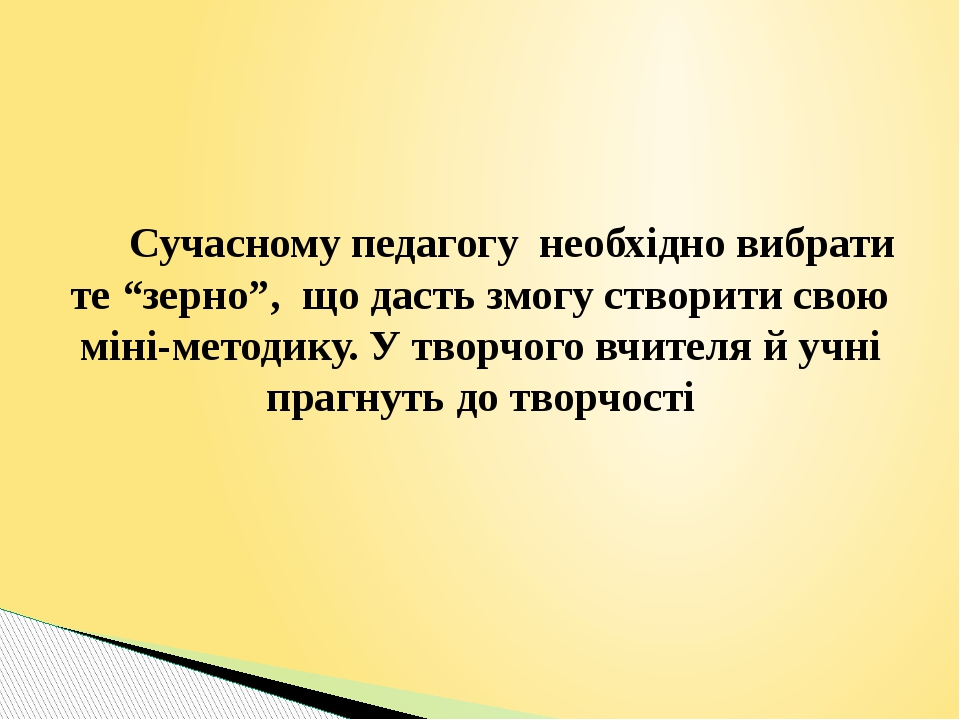 Сучасному педагогу необхідно вибрати
те “зерно”, що дасть змогу створити свою
міні-методику. У творчого вчителя й учні
прагнуть до творчості